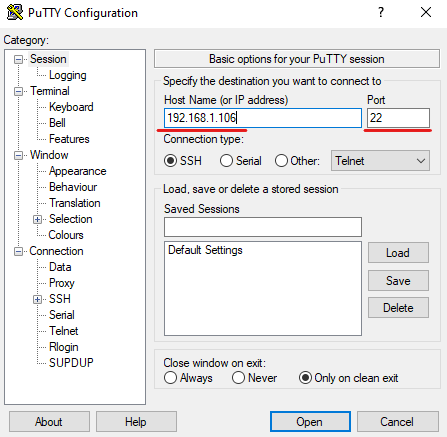 PuTTY Configuration
Category:
Session
Logging
Terminal
Keyboard
Bell
Features
Window
Appearance
Behaviour
Translation
Selection
Colours
Connection
Data
Proxy
SSH
Serial
Telnet
Rlogin
SUPDUP
Basic options for your PuTTY session
Specify the destination you want to connect to
Host Name (or IP address) Port
192.168.1.106 22
Connection type:
SSH Serial Other: Telnet
Load, save or delete a stored session
Saved Sessions
Default Settings
Load
Save
Delete
Close window on exit:
Always Never Only on clean exit
About Help Open Cancel